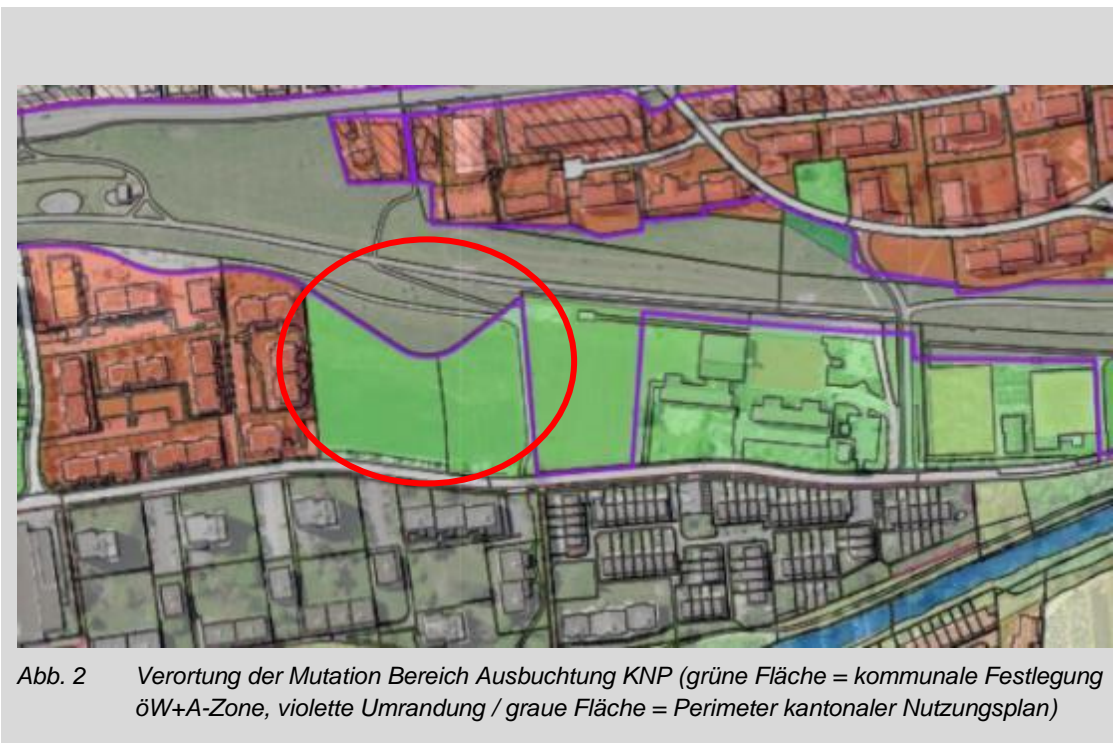 Abb. 2 Verortung der Mutation Bereich Ausbuchtung KNP (grüne Fläche = kommunale Festlegung
öW+A-Zone, violette Umrandung / graue Fläche = Perimeter kantonaler Nutzungsplan)